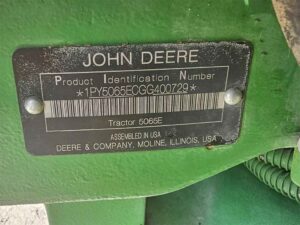 JOHN DEERE
Product Identification Number
*1PY5065ECGG400729*
Tractor 5065E
ASSEMBLED IN USA
DEERE & COMPANY, MOLINE, ILLINOIS, USA